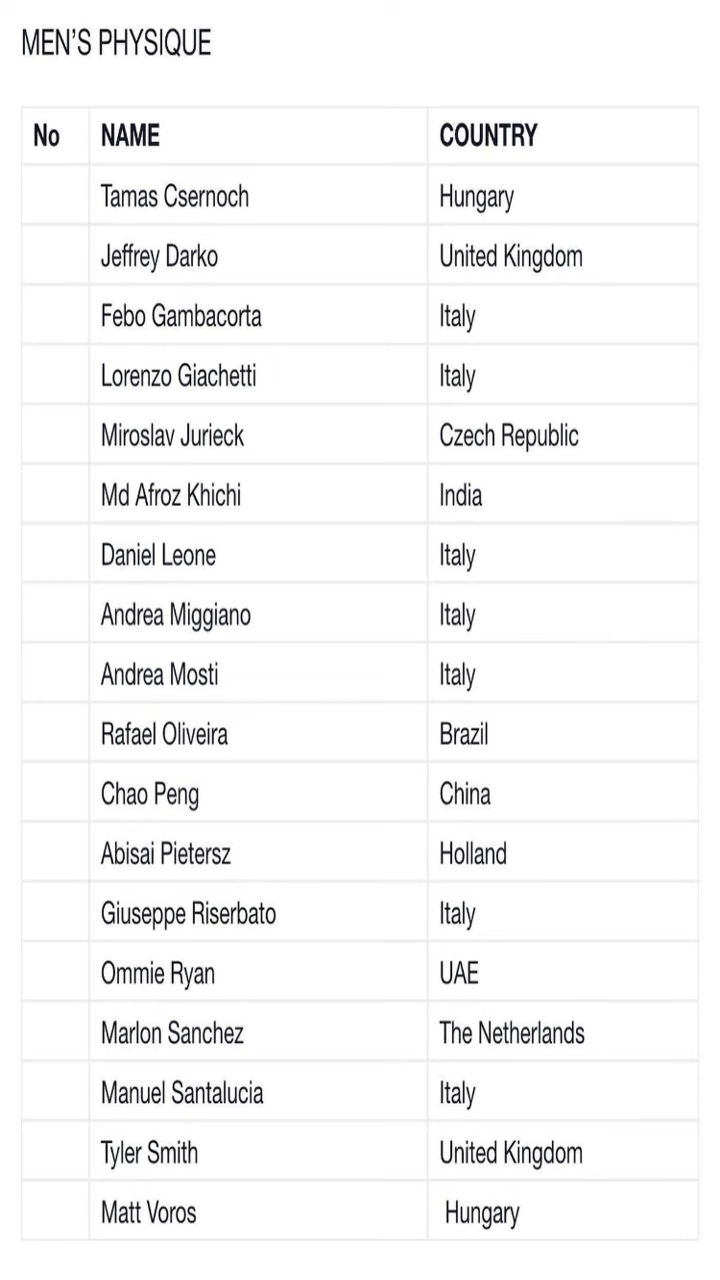 MEN’S PHYSIQUE
No NAME COUNTRY
Tamas Csernoch Hungary
Jeffrey Darko United Kingdom
Febo Gambacorta Italy
Lorenzo Giachetti Italy
Miroslav Jurieck Czech Republic
Md Afroz Khichi India
Daniel Leone Italy
Andrea Miggiano Italy
Andrea Mosti Italy
Rafael Oliveira Brazil
Chao Peng China
Abisai Pietersz Holland
Giuseppe Riserbato Italy
Ommie Ryan UAE
Marlon Sanchez The Netherlands
Manuel Santalucia Italy
Tyler Smith United Kingdom
Matt Voros Hungary